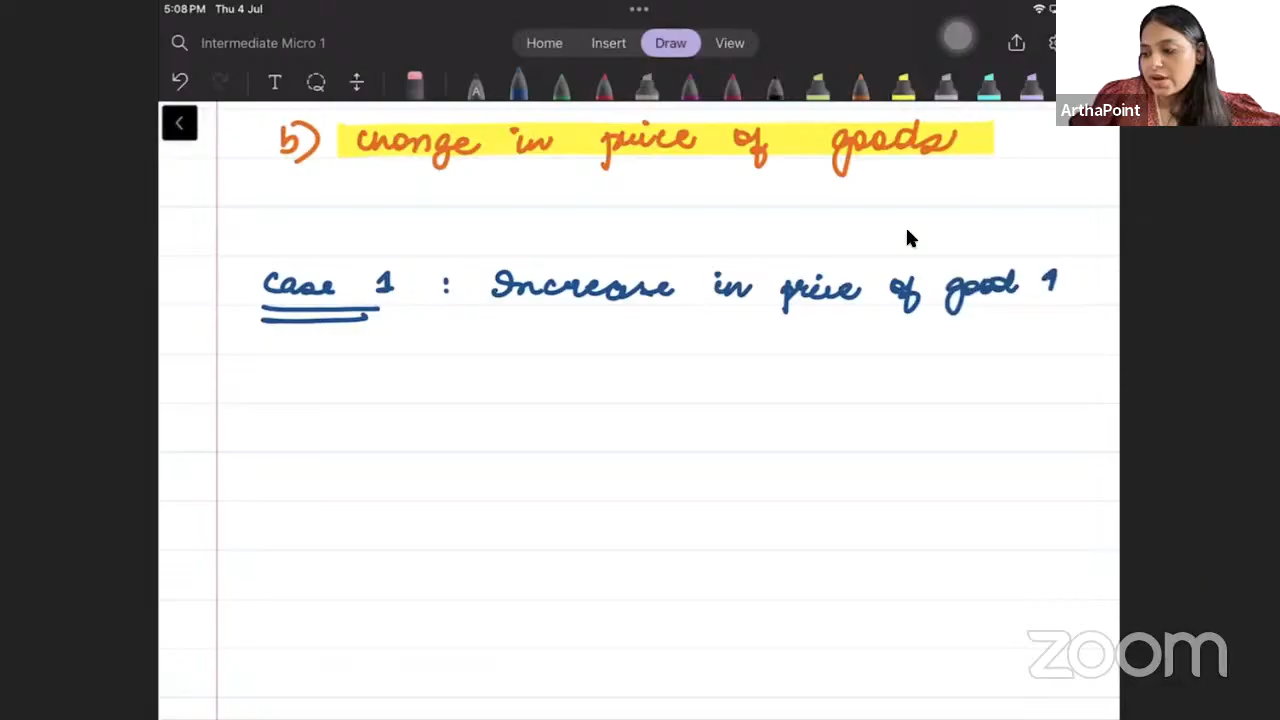 5:08 PM Thu 4 Jul
Intermediate Micro 1
Home Insert Draw View
T
A
ArthaPoint
b) change in price of goods
Case 1 : Increase in price of good 1
zoom